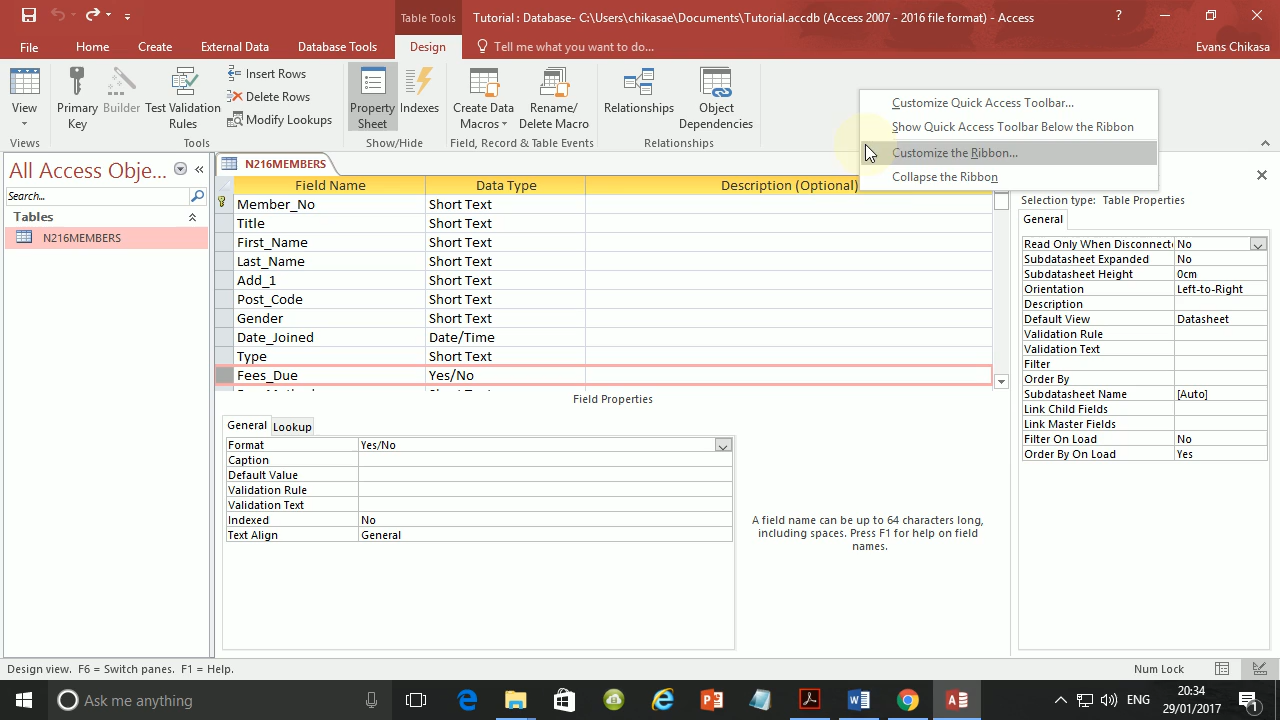 Table Tools
Tutorial : Database- C:\Users\chikasae\Documents\Tutorial.accdb (Access 2007 - 2016 file format) - Access
?
File
Home
Create
External Data
Database Tools
Design
Tell me what you want to do...
Evans Chikasa
View
Primary Key
Builder
Test Validation Rules
Insert Rows
Delete Rows
Modify Lookups
Property Sheet
Indexes
Create Data Macros
Rename/ Delete Macro
Relationships
Object Dependencies
Views
Tools
Show/Hide
Field, Record & Table Events
Relationships
Customize Quick Access Toolbar...
Show Quick Access Toolbar Below the Ribbon
Customize the Ribbon...
Collapse the Ribbon
All Access Obje...
Search...
Tables
N216MEMBERS
N216MEMBERS
Field Name Data Type Description (Optional)
Member_No Short Text
Title Short Text
First_Name Short Text
Last_Name Short Text
Add_1 Short Text
Post_Code Short Text
Gender Short Text
Date_Joined Date/Time
Type Short Text
Fees_Due Yes/No
Field Properties
General Lookup
Format Yes/No
Caption
Default Value
Validation Rule
Validation Text
Indexed No
Text Align General
A field name can be up to 64 characters long,
including spaces. Press F1 for help on field
names.
Selection type: Table Properties
General
Read Only When Disconnecte No
Subdatasheet Expanded No
Subdatasheet Height 0cm
Orientation Left-to-Right
Description
Default View Datasheet
Validation Rule
Validation Text
Filter
Order By
Subdatasheet Name [Auto]
Link Child Fields
Link Master Fields
Filter On Load No
Order By On Load Yes
Design view. F6 = Switch panes. F1 = Help.
Num Lock
Ask me anything
ENG
20:34
29/01/2017
1